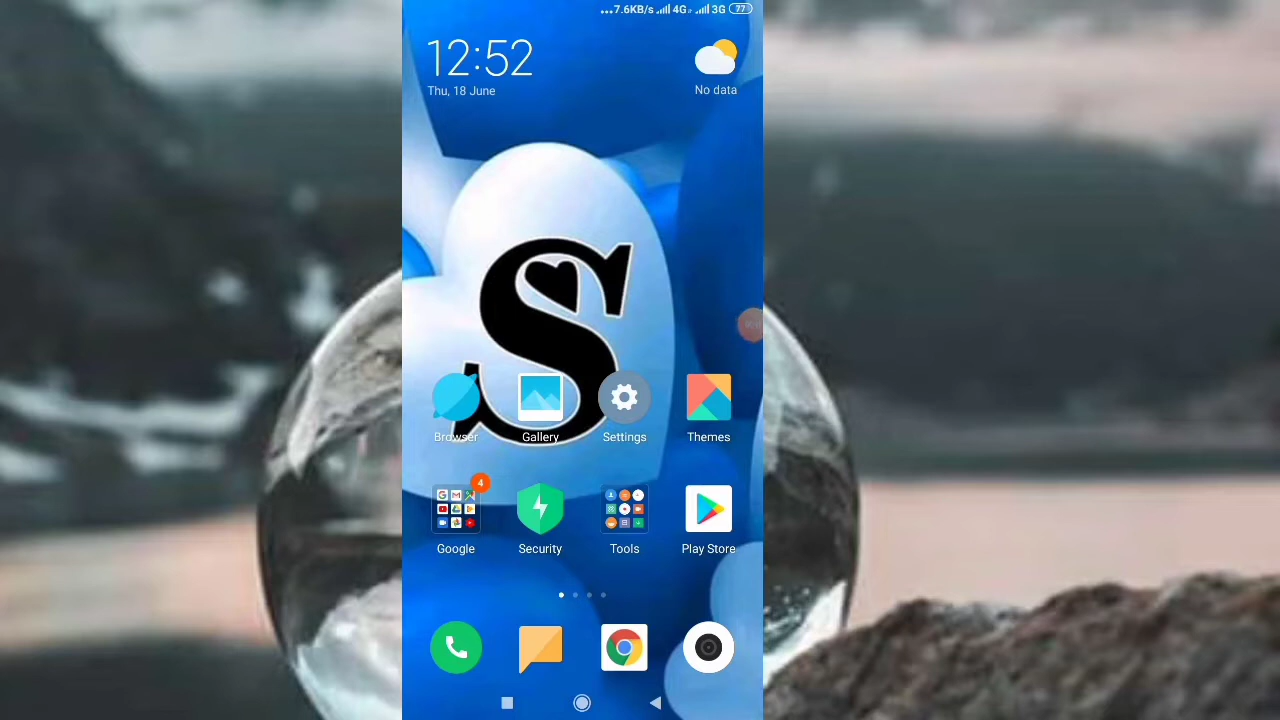 ...7.6KB/s 4G 3G 77
12:52
Thu, 18 June
No data
S
Browser
Gallery
Settings
Themes
4
Google
Security
Tools
Play Store